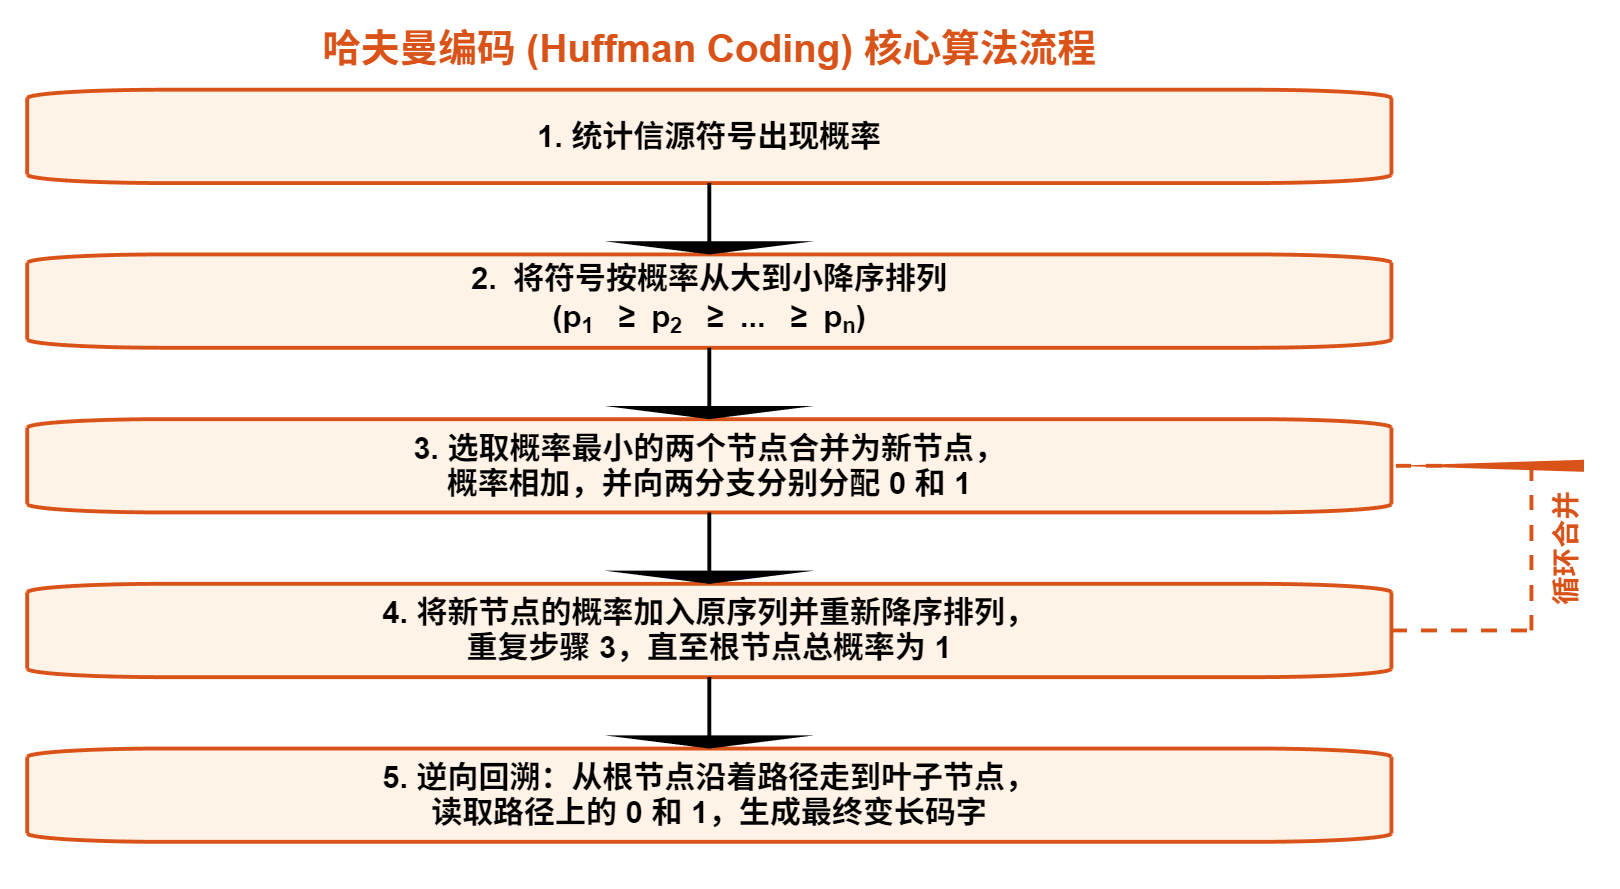 哈夫曼编码 (Huffman Coding) 核心算法流程
1. 统计信源符号出现概率
2. 将符号按概率从大到小降序排列
(p₁ ≥ p₂ ≥ ... ≥ pₙ)
3. 选取概率最小的两个节点合并为新节点，
概率相加，并向两分支分别分配 0 和 1
循环合并
4. 将新节点的概率加入原序列并重新降序排列，
重复步骤 3，直至根节点总概率为 1
5. 逆向回溯：从根节点沿着路径走到叶子节点，
读取路径上的 0 和 1，生成最终变长码字